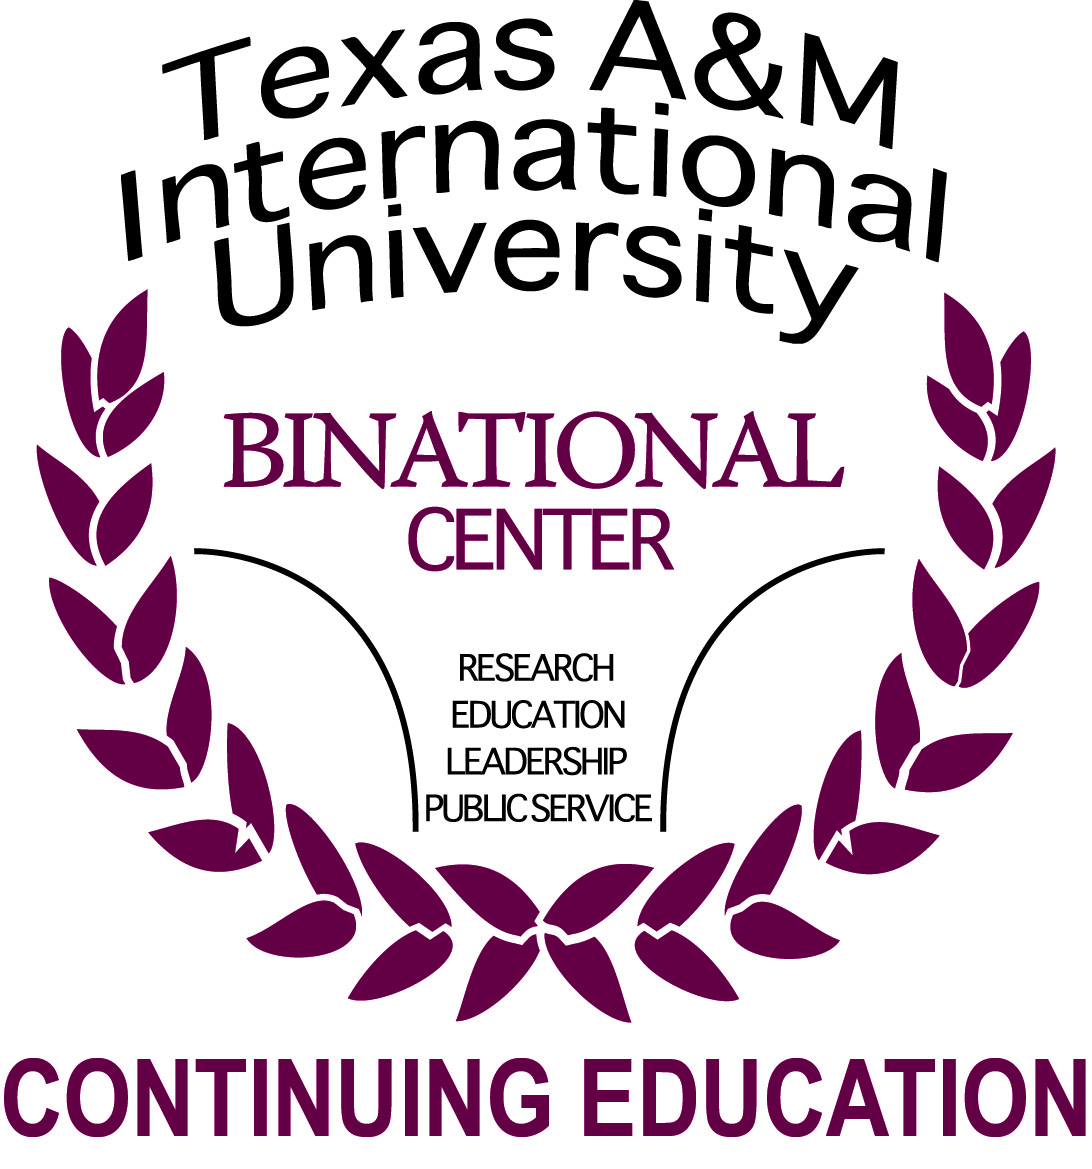 Texas A&M
International
University
BINATIONAL
CENTER
RESEARCH
EDUCATION
LEADERSHIP
PUBLIC SERVICE
CONTINUING EDUCATION